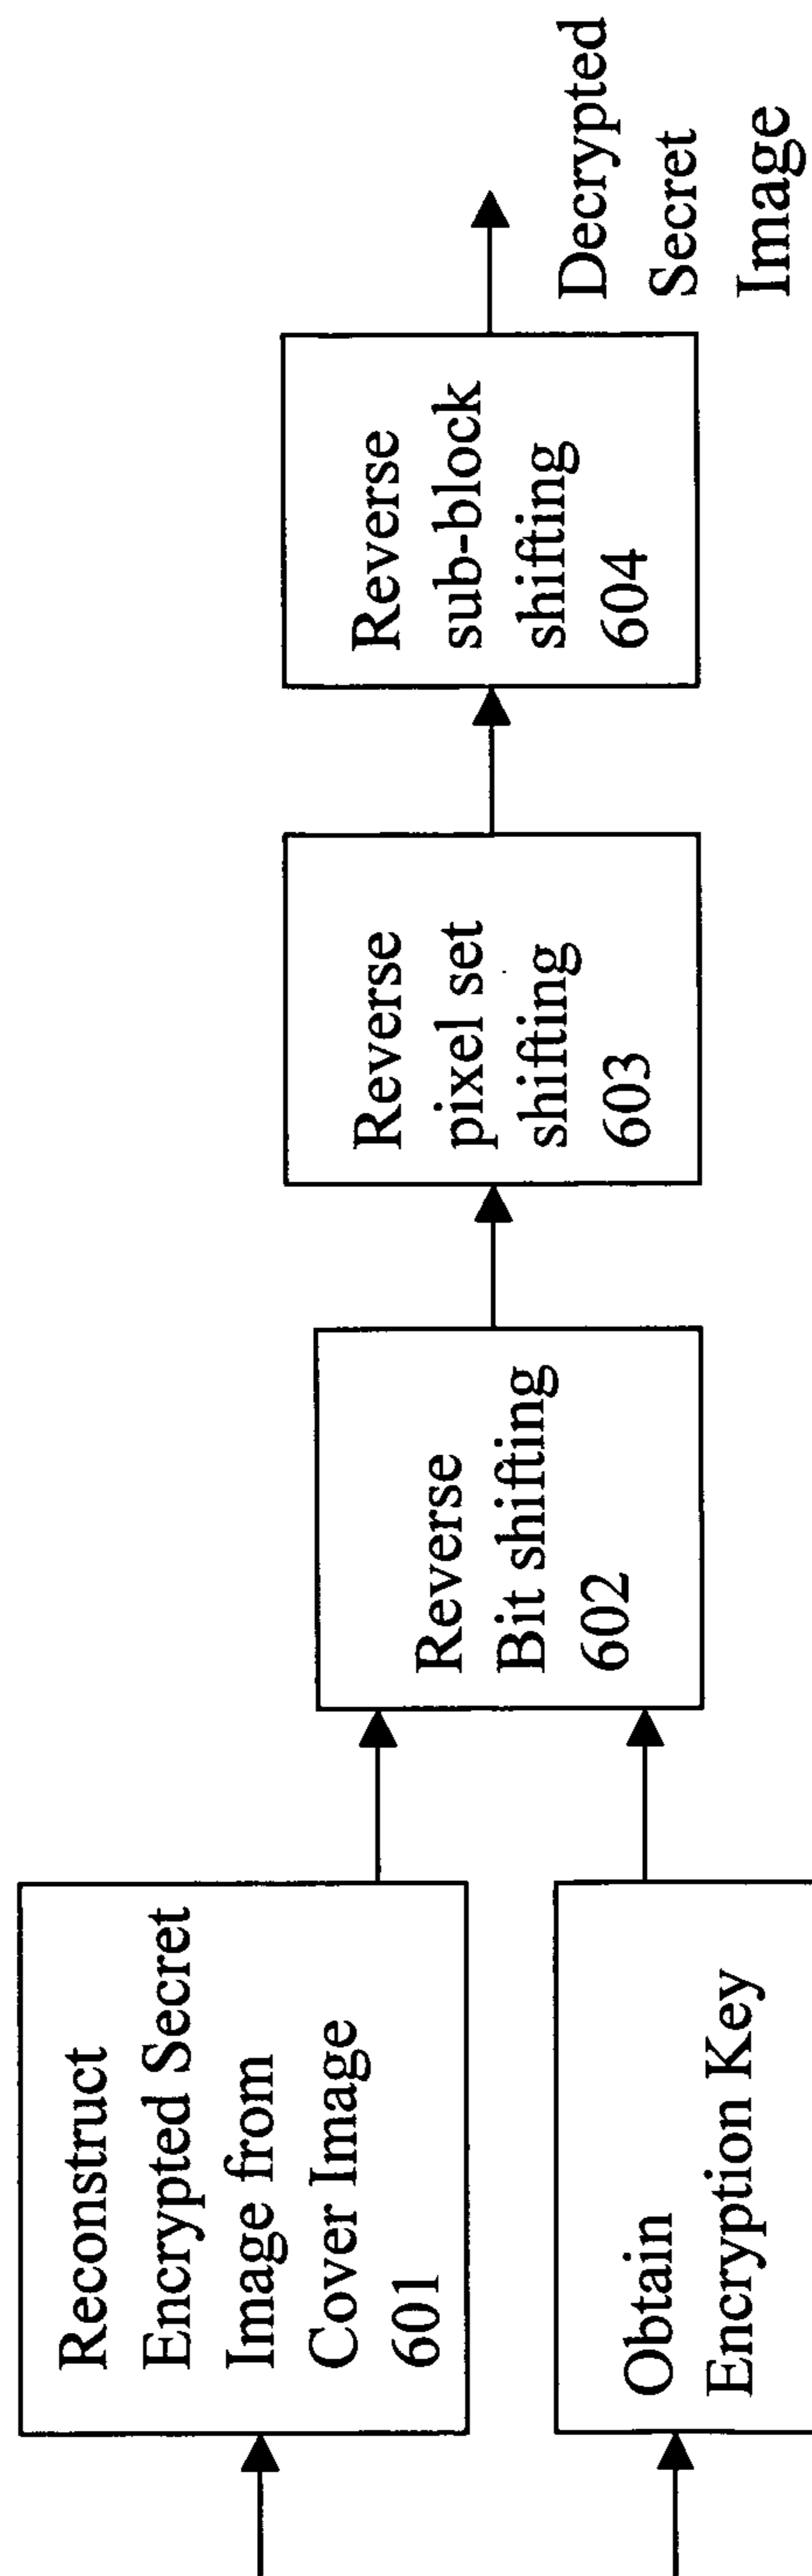 Reconstruct
Encrypted Secret
Image from
Cover Image
601
Obtain
Encryption Key
Reverse
Bit shifting
602
Reverse
pixel set
shifting
603
Reverse
sub-block
shifting
604
Decrypted
Secret
Image